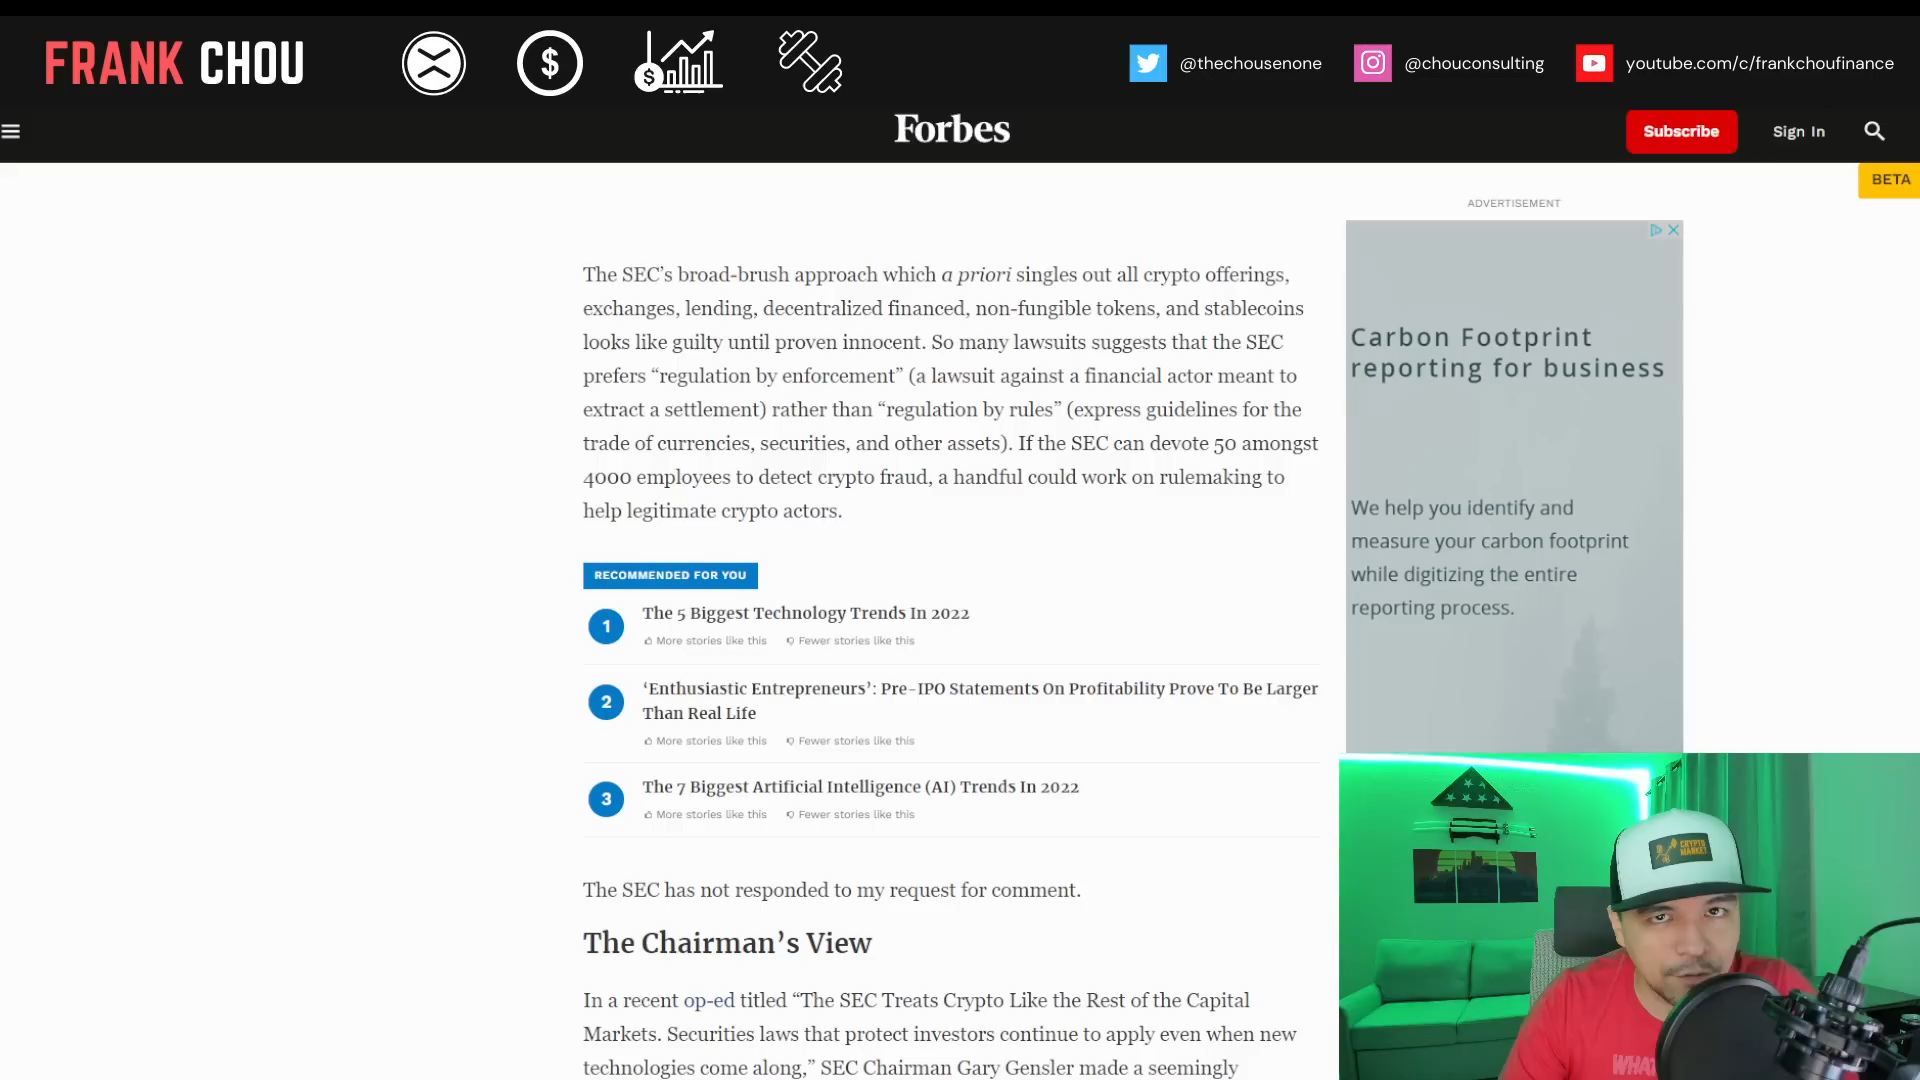 FRANK CHOU
@thechousenone
@chouconsulting
youtube.com/c/frankchoufinance
Forbes
Subscribe
Sign In
BETA
ADVERTISEMENT
The SEC’s broad-brush approach which a priori singles out all crypto offerings,
exchanges, lending, decentralized financed, non-fungible tokens, and stablecoins
looks like guilty until proven innocent. So many lawsuits suggests that the SEC
prefers “regulation by enforcement” (a lawsuit against a financial actor meant to
extract a settlement) rather than “regulation by rules” (express guidelines for the
trade of currencies, securities, and other assets). If the SEC can devote 50 amongst
4000 employees to detect crypto fraud, a handful could work on rulemaking to
help legitimate crypto actors.
Carbon Footprint
reporting for business
We help you identify and
measure your carbon footprint
while digitizing the entire
reporting process.
RECOMMENDED FOR YOU
1
The 5 Biggest Technology Trends In 2022
More stories like this Fewer stories like this
2
‘Enthusiastic Entrepreneurs’: Pre-IPO Statements On Profitability Prove To Be Larger
Than Real Life
More stories like this Fewer stories like this
3
The 7 Biggest Artificial Intelligence (AI) Trends In 2022
More stories like this Fewer stories like this
The SEC has not responded to my request for comment.
The Chairman’s View
In a recent op-ed titled “The SEC Treats Crypto Like the Rest of the Capital
Markets. Securities laws that protect investors continue to apply even when new
technologies come along,” SEC Chairman Gary Gensler made a seemingly
CRYPTO
MARKET